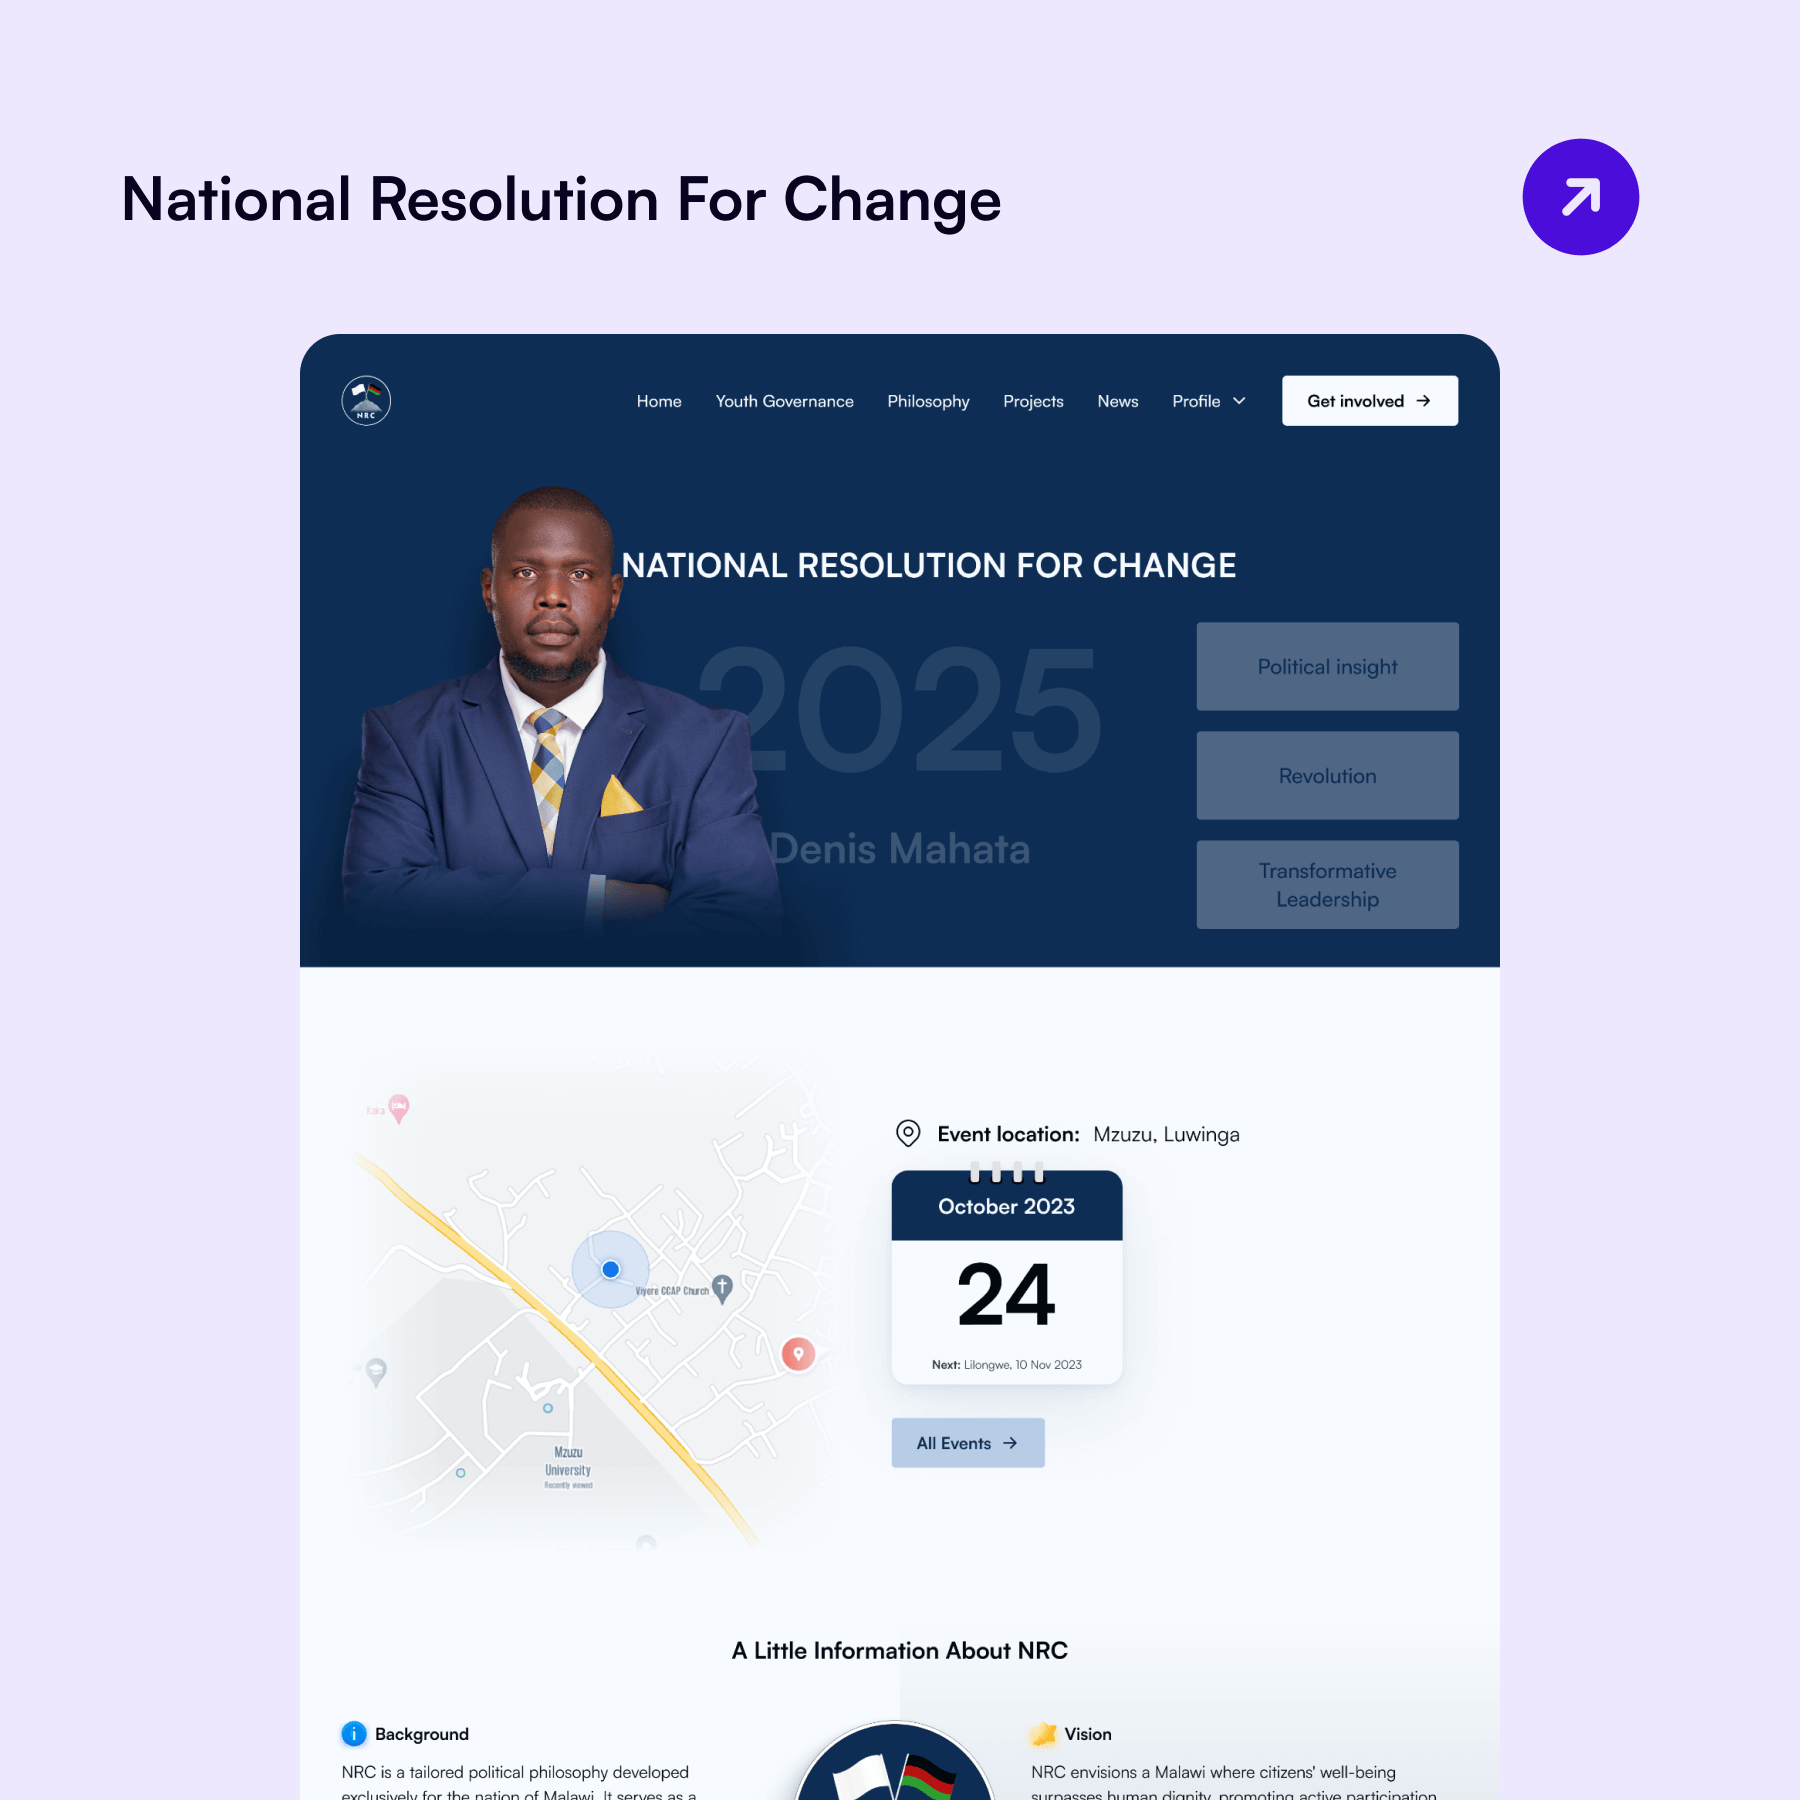 National Resolution For Change
NRC
Home
Youth Governance
Philosophy
Projects
News
Profile
Get involved
NATIONAL RESOLUTION FOR CHANGE
2025
Denis Mahata
Political insight
Revolution
Transformative
Leadership
Kaka
Viyere CCAP Church
Mzuzu
University
Recently viewed
Event location: Mzuzu, Luwinga
October 2023
24
Next: Lilongwe, 10 Nov 2023
All Events
A Little Information About NRC
Background
NRC is a tailored political philosophy developed
exclusively for the nation of Malawi. It serves as a
Vision
NRC envisions a Malawi where citizens' well-being
surpasses human dignity, promoting active participation